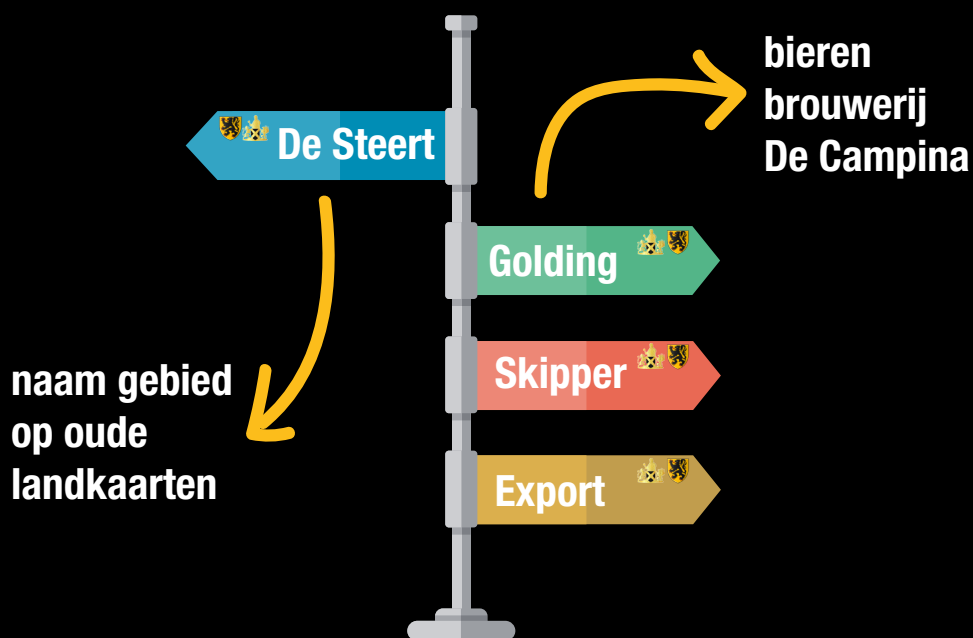 bieren
brouwerij
De Campina
De Steert
Golding
Skipper
Export
naam gebied
op oude
landkaarten